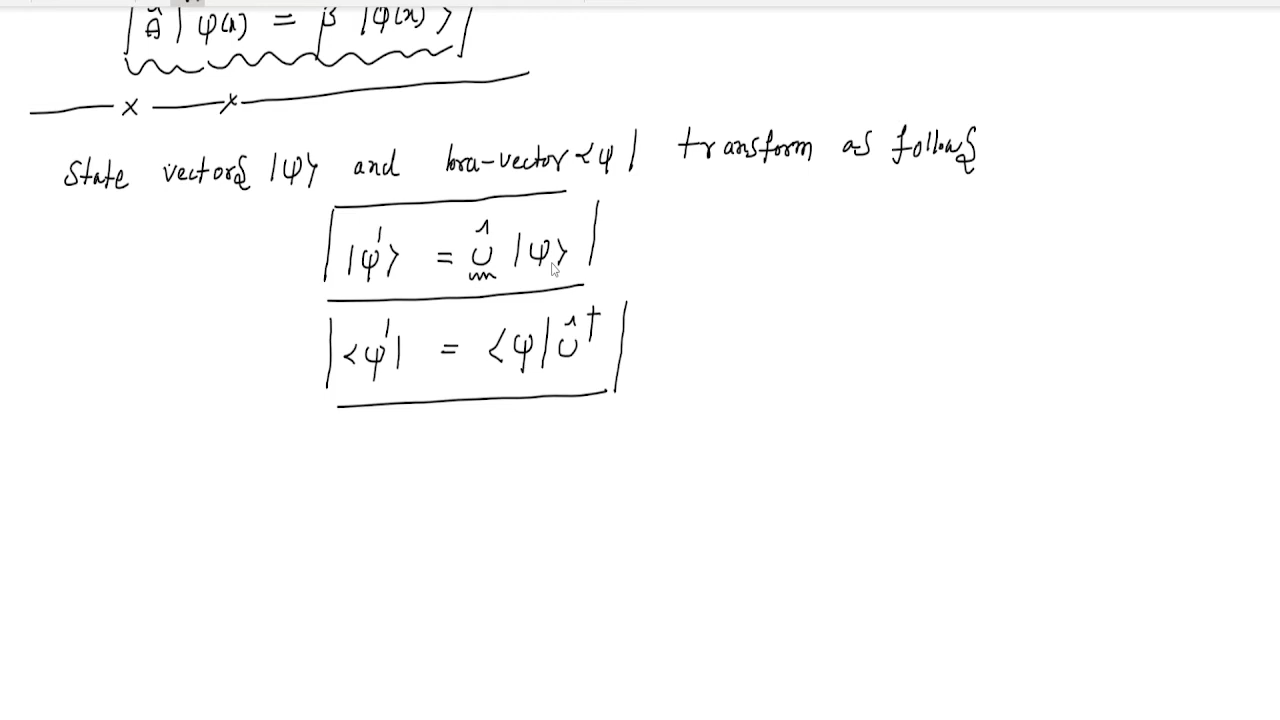 Â | ψ(x) = β |ψ(x)⟩
State vectors |ψ⟩ and bra-vector ⟨ψ| transform as follows
|ψ'⟩ = Û |ψ⟩
⟨ψ'| = ⟨ψ| Û†